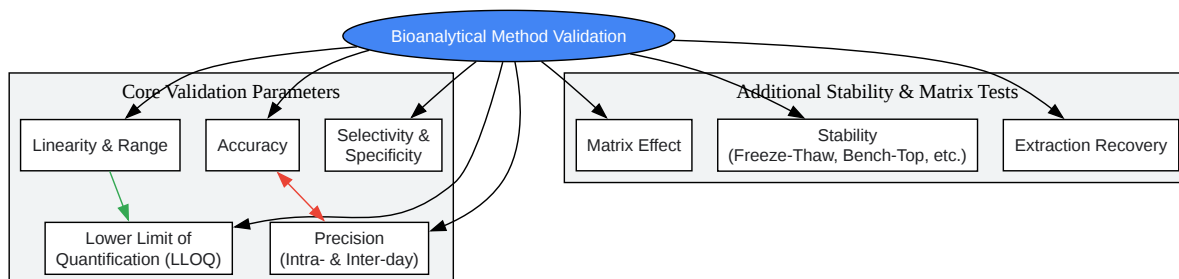 Bioanalytical Method Validation
Core Validation Parameters
Linearity & Range
Accuracy
Selectivity &
Specificity
Lower Limit of
Quantification (LLOQ)
Precision
(Intra- & Inter-day)
Additional Stability & Matrix Tests
Matrix Effect
Stability
(Freeze-Thaw, Bench-Top, etc.)
Extraction Recovery